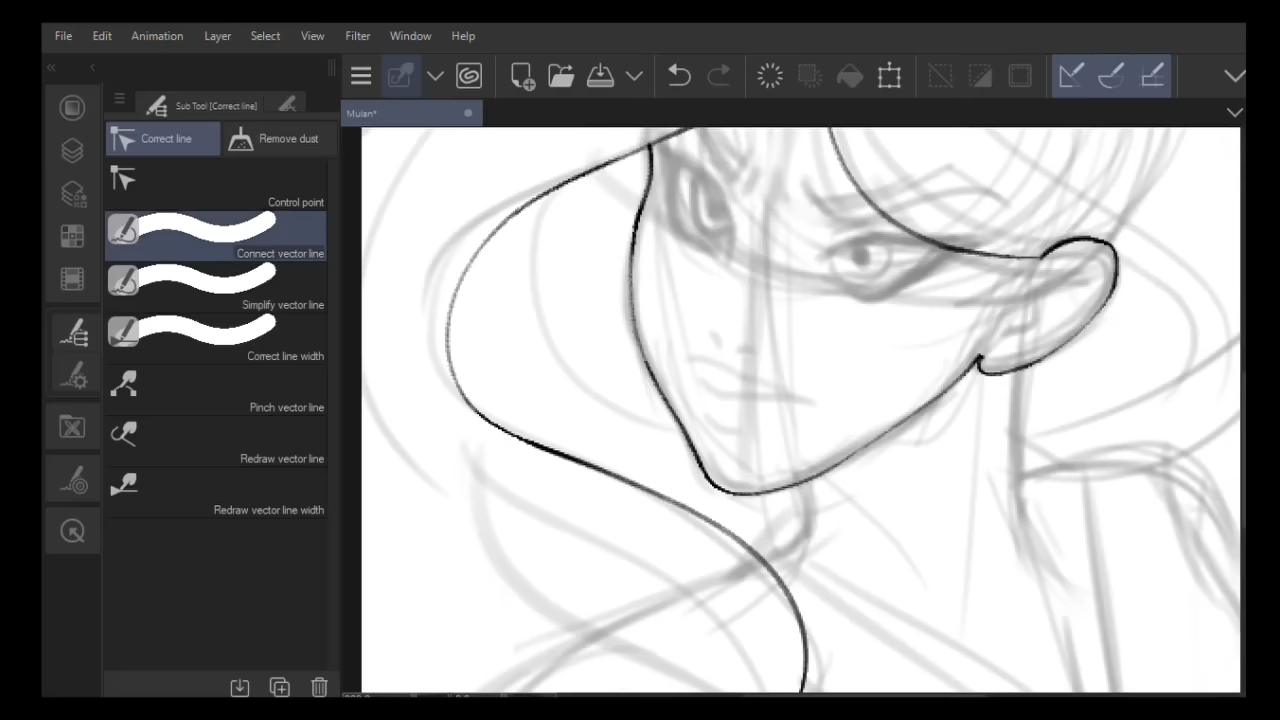 File Edit Animation Layer Select View Filter Window Help
Sub Tool [Correct line]
Mulan*
Correct line Remove dust
Control point
Connect vector line
Simplify vector line
Correct line width
Pinch vector line
Redraw vector line
Redraw vector line width